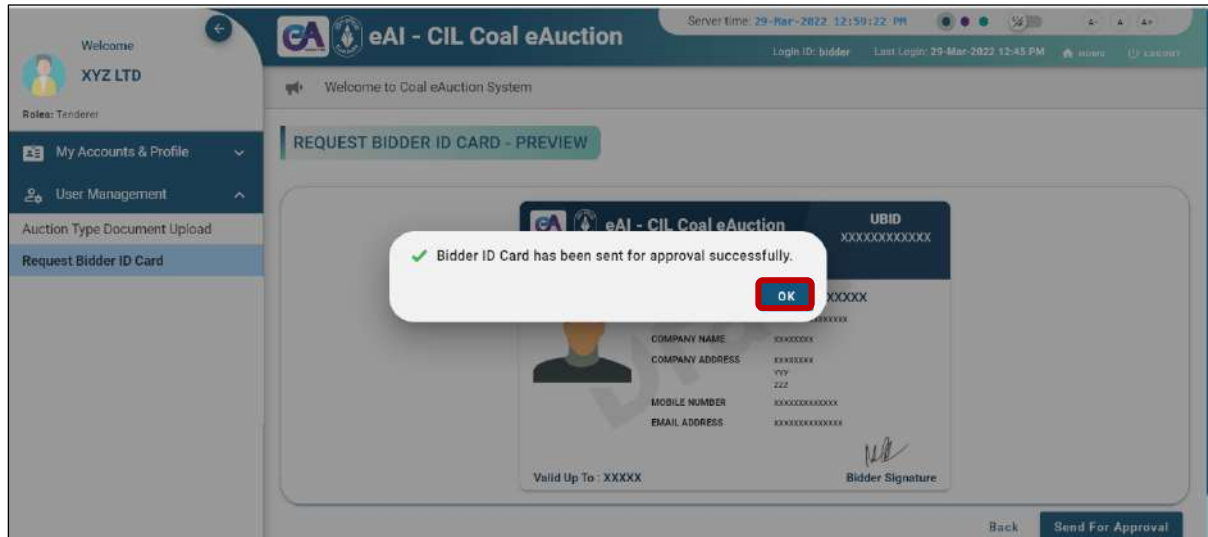 Welcome
XYZ LTD
Roles: Tenderer
My Accounts & Profile
User Management
Auction Type Document Upload
Request Bidder ID Card
eAI - CIL Coal eAuction
Server time: 29-Mar-2022 12:59:22 PM
A- A A+
Login ID: bidder Last Login: 29-Mar-2022 12:45 PM HOME LOGOUT
Welcome to Coal eAuction System
REQUEST BIDDER ID CARD - PREVIEW
eAI - CIL Coal eAuction
UBID
XXXXXXXXXXXX
Bidder ID Card has been sent for approval successfully.
OK
XXXXX
COMPANY NAME
COMPANY ADDRESS
YYY
ZZZ
MOBILE NUMBER
EMAIL ADDRESS
Valid Up To : XXXXX
Bidder Signature
Back Send For Approval